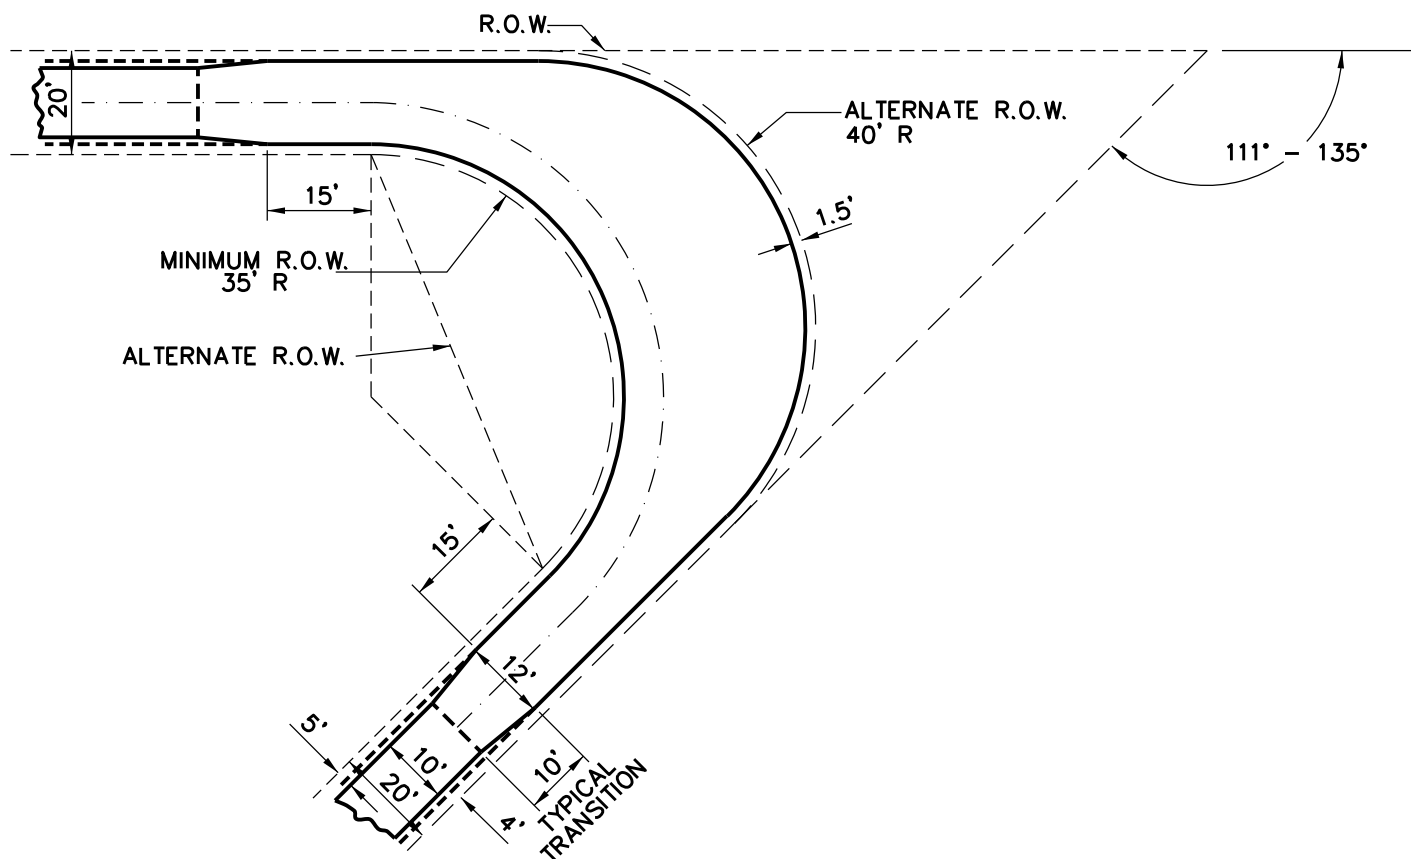 R.O.W.
20'
ALTERNATE R.O.W.
40' R
111° - 135°
15'
1.5'
MINIMUM R.O.W.
35' R
ALTERNATE R.O.W.
15'
12'
5'
10'
20'
10'
4'
TYPICAL
TRANSITION